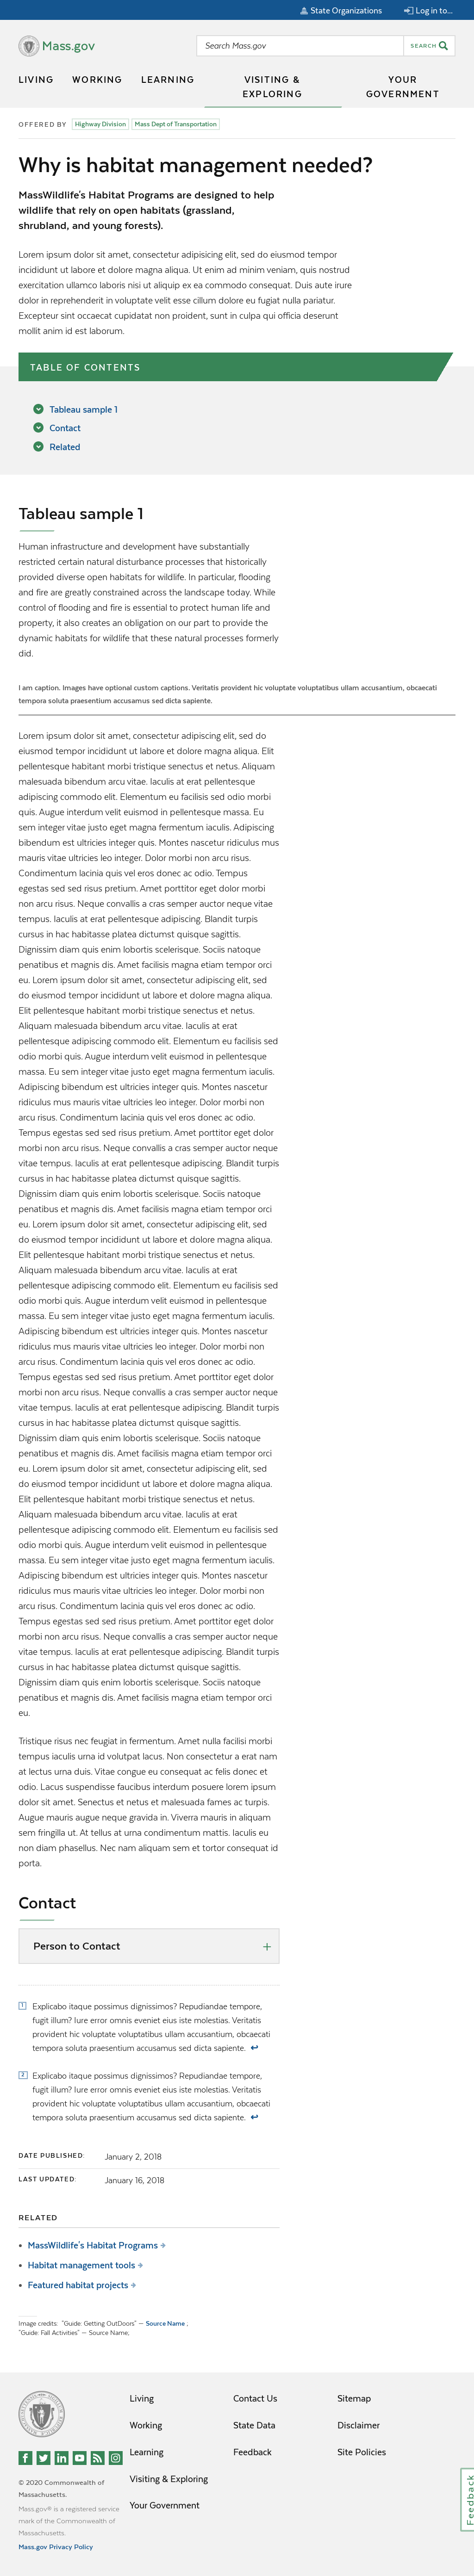 State Organizations
Log in to...
Mass.gov
Search Mass.gov
SEARCH
LIVING
WORKING
LEARNING
VISITING &
EXPLORING
YOUR
GOVERNMENT
OFFERED BY Highway Division Mass Dept of Transportation
Why is habitat management needed?
MassWildlife's Habitat Programs are designed to help
wildlife that rely on open habitats (grassland,
shrubland, and young forests).
Lorem ipsum dolor sit amet, consectetur adipisicing elit, sed do eiusmod tempor
incididunt ut labore et dolore magna aliqua. Ut enim ad minim veniam, quis nostrud
exercitation ullamco laboris nisi ut aliquip ex ea commodo consequat. Duis aute irure
dolor in reprehenderit in voluptate velit esse cillum dolore eu fugiat nulla pariatur.
Excepteur sint occaecat cupidatat non proident, sunt in culpa qui officia deserunt
mollit anim id est laborum.
TABLE OF CONTENTS
Tableau sample 1
Contact
Related
Tableau sample 1
Human infrastructure and development have substantially
restricted certain natural disturbance processes that historically
provided diverse open habitats for wildlife. In particular, flooding
and fire are greatly constrained across the landscape today. While
control of flooding and fire is essential to protect human life and
property, it also creates an obligation on our part to provide the
dynamic habitats for wildlife that these natural processes formerly
did.
I am caption. Images have optional custom captions. Veritatis provident hic voluptate voluptatibus ullam accusantium, obcaecati
tempora soluta praesentium accusamus sed dicta sapiente.
Lorem ipsum dolor sit amet, consectetur adipiscing elit, sed do
eiusmod tempor incididunt ut labore et dolore magna aliqua. Elit
pellentesque habitant morbi tristique senectus et netus. Aliquam
malesuada bibendum arcu vitae. Iaculis at erat pellentesque
adipiscing commodo elit. Elementum eu facilisis sed odio morbi
quis. Augue interdum velit euismod in pellentesque massa. Eu
sem integer vitae justo eget magna fermentum iaculis. Adipiscing
bibendum est ultricies integer quis. Montes nascetur ridiculus mus
mauris vitae ultricies leo integer. Dolor morbi non arcu risus.
Condimentum lacinia quis vel eros donec ac odio. Tempus
egestas sed sed risus pretium. Amet porttitor eget dolor morbi
non arcu risus. Neque convallis a cras semper auctor neque vitae
tempus. Iaculis at erat pellentesque adipiscing. Blandit turpis
cursus in hac habitasse platea dictumst quisque sagittis.
Dignissim diam quis enim lobortis scelerisque. Sociis natoque
penatibus et magnis dis. Amet facilisis magna etiam tempor orci
eu. Lorem ipsum dolor sit amet, consectetur adipiscing elit, sed
do eiusmod tempor incididunt ut labore et dolore magna aliqua.
Elit pellentesque habitant morbi tristique senectus et netus.
Aliquam malesuada bibendum arcu vitae. Iaculis at erat
pellentesque adipiscing commodo elit. Elementum eu facilisis sed
odio morbi quis. Augue interdum velit euismod in pellentesque
massa. Eu sem integer vitae justo eget magna fermentum iaculis.
Adipiscing bibendum est ultricies integer quis. Montes nascetur
ridiculus mus mauris vitae ultricies leo integer. Dolor morbi non
arcu risus. Condimentum lacinia quis vel eros donec ac odio.
Tempus egestas sed sed risus pretium. Amet porttitor eget dolor
morbi non arcu risus. Neque convallis a cras semper auctor neque
vitae tempus. Iaculis at erat pellentesque adipiscing. Blandit turpis
cursus in hac habitasse platea dictumst quisque sagittis.
Dignissim diam quis enim lobortis scelerisque. Sociis natoque
penatibus et magnis dis. Amet facilisis magna etiam tempor orci
eu. Lorem ipsum dolor sit amet, consectetur adipiscing elit, sed
do eiusmod tempor incididunt ut labore et dolore magna aliqua.
Elit pellentesque habitant morbi tristique senectus et netus.
Aliquam malesuada bibendum arcu vitae. Iaculis at erat
pellentesque adipiscing commodo elit. Elementum eu facilisis sed
odio morbi quis. Augue interdum velit euismod in pellentesque
massa. Eu sem integer vitae justo eget magna fermentum iaculis.
Adipiscing bibendum est ultricies integer quis. Montes nascetur
ridiculus mus mauris vitae ultricies leo integer. Dolor morbi non
arcu risus. Condimentum lacinia quis vel eros donec ac odio.
Tempus egestas sed sed risus pretium. Amet porttitor eget dolor
morbi non arcu risus. Neque convallis a cras semper auctor neque
vitae tempus. Iaculis at erat pellentesque adipiscing. Blandit turpis
cursus in hac habitasse platea dictumst quisque sagittis.
Dignissim diam quis enim lobortis scelerisque. Sociis natoque
penatibus et magnis dis. Amet facilisis magna etiam tempor orci
eu. Lorem ipsum dolor sit amet, consectetur adipiscing elit, sed
do eiusmod tempor incididunt ut labore et dolore magna aliqua.
Elit pellentesque habitant morbi tristique senectus et netus.
Aliquam malesuada bibendum arcu vitae. Iaculis at erat
pellentesque adipiscing commodo elit. Elementum eu facilisis sed
odio morbi quis. Augue interdum velit euismod in pellentesque
massa. Eu sem integer vitae justo eget magna fermentum iaculis.
Adipiscing bibendum est ultricies integer quis. Montes nascetur
ridiculus mus mauris vitae ultricies leo integer. Dolor morbi non
arcu risus. Condimentum lacinia quis vel eros donec ac odio.
Tempus egestas sed sed risus pretium. Amet porttitor eget dolor
morbi non arcu risus. Neque convallis a cras semper auctor neque
vitae tempus. Iaculis at erat pellentesque adipiscing. Blandit turpis
cursus in hac habitasse platea dictumst quisque sagittis.
Dignissim diam quis enim lobortis scelerisque. Sociis natoque
penatibus et magnis dis. Amet facilisis magna etiam tempor orci
eu.
Tristique risus nec feugiat in fermentum. Amet nulla facilisi morbi
tempus iaculis urna id volutpat lacus. Non consectetur a erat nam
at lectus urna duis. Vitae congue eu consequat ac felis donec et
odio. Lacus suspendisse faucibus interdum posuere lorem ipsum
dolor sit amet. Senectus et netus et malesuada fames ac turpis.
Augue mauris augue neque gravida in. Viverra mauris in aliquam
sem fringilla ut. At tellus at urna condimentum mattis. Iaculis eu
non diam phasellus. Nec nam aliquam sem et tortor consequat id
porta.
Contact
Person to Contact
1 Explicabo itaque possimus dignissimos? Repudiandae tempore,
fugit illum? Iure error omnis eveniet eius iste molestias. Veritatis
provident hic voluptate voluptatibus ullam accusantium, obcaecati
tempora soluta praesentium accusamus sed dicta sapiente. ↩
2 Explicabo itaque possimus dignissimos? Repudiandae tempore,
fugit illum? Iure error omnis eveniet eius iste molestias. Veritatis
provident hic voluptate voluptatibus ullam accusantium, obcaecati
tempora soluta praesentium accusamus sed dicta sapiente. ↩
DATE PUBLISHED: January 2, 2018
LAST UPDATED: January 16, 2018
RELATED
MassWildlife's Habitat Programs
Habitat management tools
Featured habitat projects
Image credits: "Guide: Getting OutDoors" — Source Name ,
"Guide: Fall Activities" — Source Name,
Living
Working
Learning
Visiting & Exploring
Your Government
Contact Us
State Data
Feedback
Sitemap
Disclaimer
Site Policies
© 2020 Commonwealth of
Massachusetts.
Mass.gov® is a registered service
mark of the Commonwealth of
Massachusetts.
Mass.gov Privacy Policy
Feedback